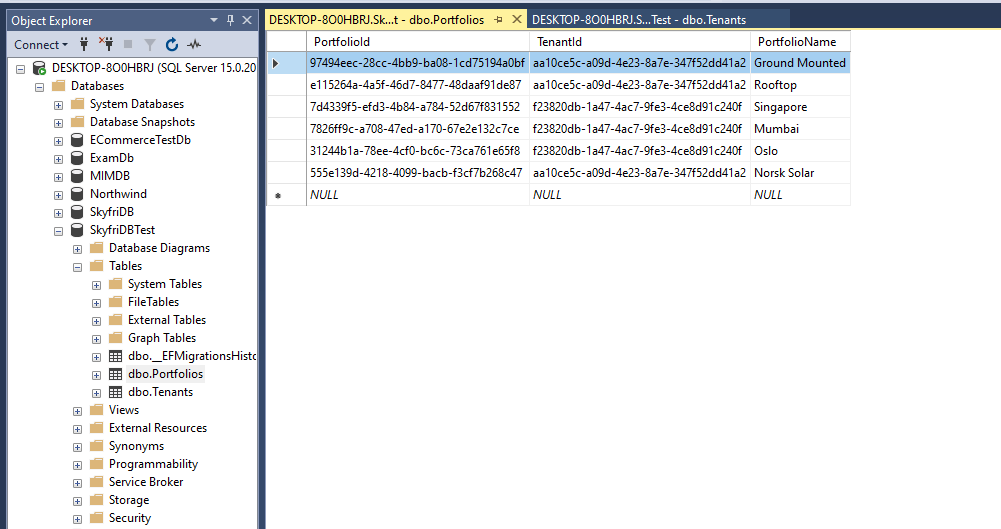 Object Explorer
Connect
DESKTOP-8O0HBRJ (SQL Server 15.0.20
Databases
System Databases
Database Snapshots
ECommerceTestDb
ExamDb
MIMDB
Northwind
SkyfriDB
SkyfriDBTest
Database Diagrams
Tables
System Tables
FileTables
External Tables
Graph Tables
dbo.__EFMigrationsHisto
dbo.Portfolios
dbo.Tenants
Views
External Resources
Synonyms
Programmability
Service Broker
Storage
Security
DESKTOP-8O0HBRJ.Sk...t - dbo.Portfolios DESKTOP-8O0HBRJ.S...Test - dbo.Tenants
PortfolioId TenantId PortfolioName
97494eec-28cc-4bb9-ba08-1cd75194a0bf aa10ce5c-a09d-4e23-8a7e-347f52dd41a2 Ground Mounted
e115264a-4a5f-46d7-8477-48daaf91de87 aa10ce5c-a09d-4e23-8a7e-347f52dd41a2 Rooftop
7d4339f5-efd3-4b84-a784-52d67f831552 f23820db-1a47-4ac7-9fe3-4ce8d91c240f Singapore
7826ff9c-a708-47ed-a170-67e2e132c7ce f23820db-1a47-4ac7-9fe3-4ce8d91c240f Mumbai
31244b1a-78ee-4cf0-bc6c-73ca761e65f8 f23820db-1a47-4ac7-9fe3-4ce8d91c240f Oslo
555e139d-4218-4099-bacb-f3cf7b268c47 aa10ce5c-a09d-4e23-8a7e-347f52dd41a2 Norsk Solar
NULL NULL NULL